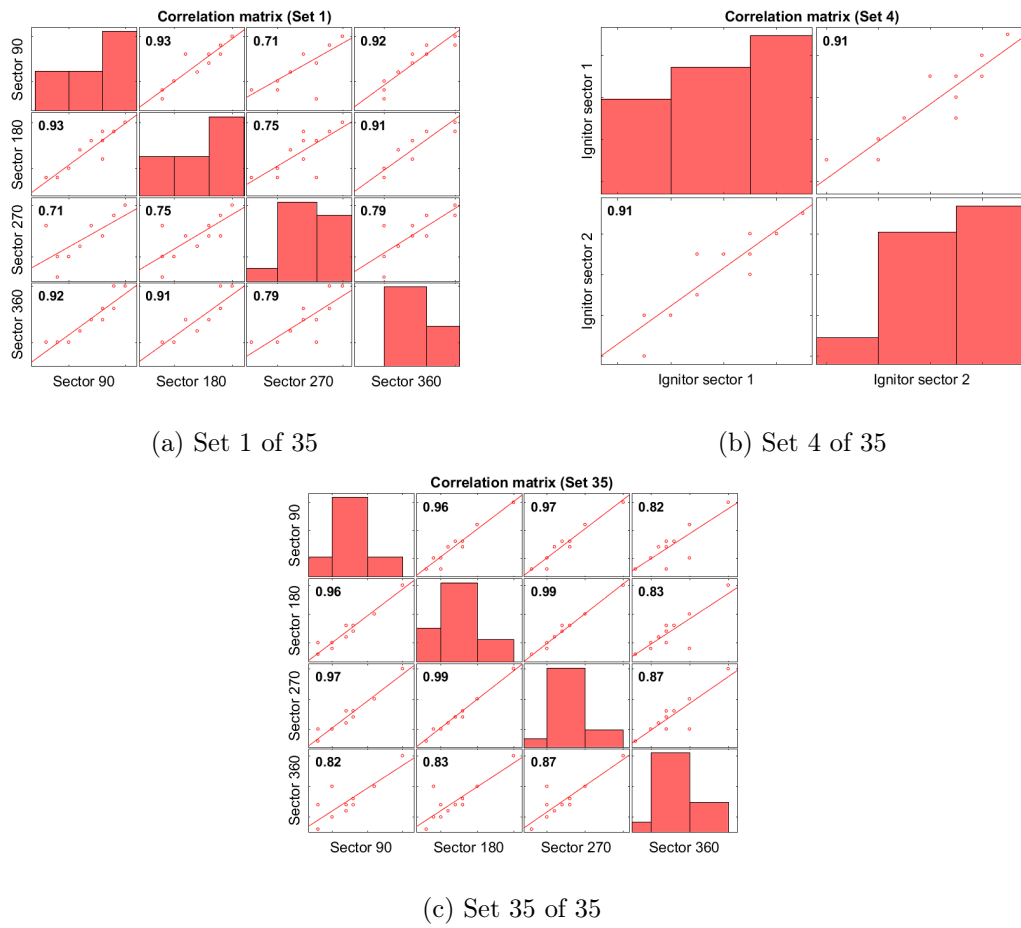 Correlation matrix (Set 1)
Sector 90
0.93
0.71
0.92
Sector 180
0.93
0.75
0.91
Sector 270
0.71
0.75
0.79
Sector 360
0.92
0.91
0.79
Sector 90
Sector 180
Sector 270
Sector 360
(a) Set 1 of 35
Correlation matrix (Set 4)
Ignitor sector 1
0.91
Ignitor sector 2
0.91
Ignitor sector 1
Ignitor sector 2
(b) Set 4 of 35
Correlation matrix (Set 35)
Sector 90
0.96
0.97
0.82
Sector 180
0.96
0.99
0.83
Sector 270
0.97
0.99
0.87
Sector 360
0.82
0.83
0.87
Sector 90
Sector 180
Sector 270
Sector 360
(c) Set 35 of 35